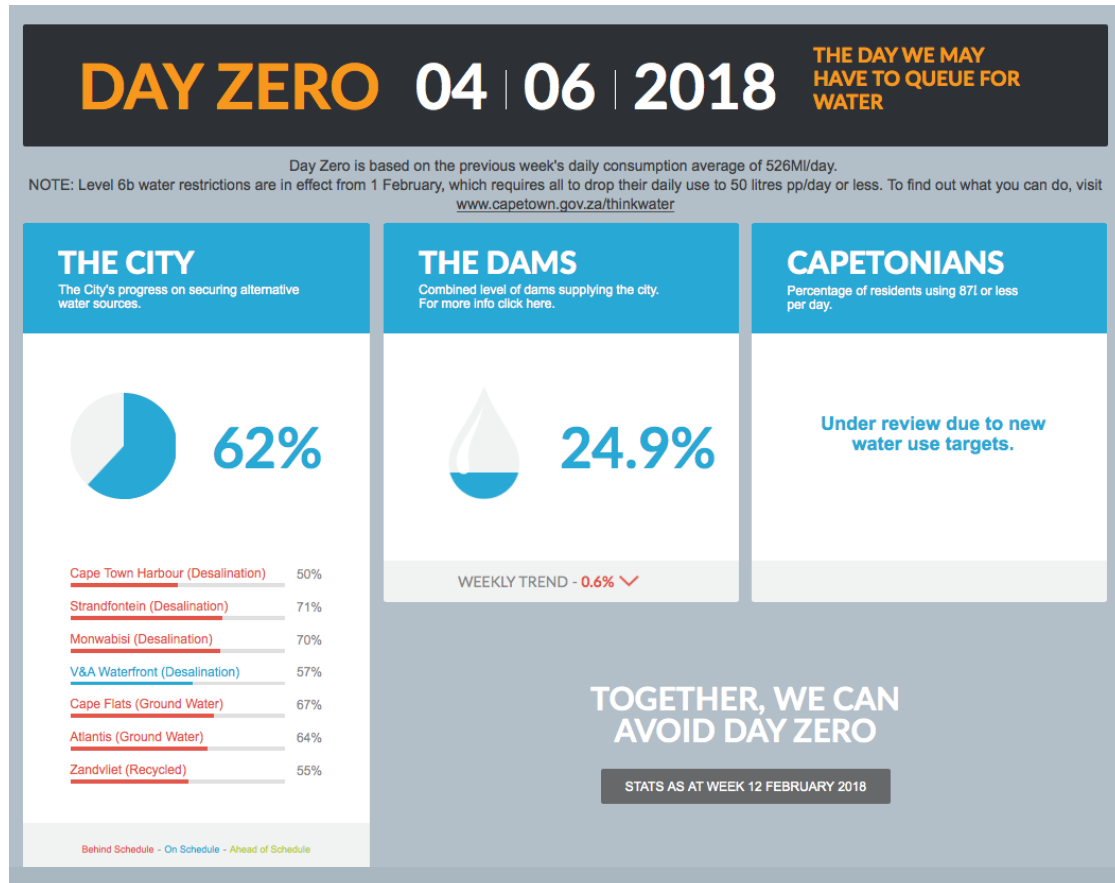 DAY ZERO 04 | 06 | 2018
THE DAY WE MAY
HAVE TO QUEUE FOR
WATER
Day Zero is based on the previous week's daily consumption average of 526Ml/day.
NOTE: Level 6b water restrictions are in effect from 1 February, which requires all to drop their daily use to 50 litres pp/day or less. To find out what you can do, visit
www.capetown.gov.za/thinkwater
THE CITY
The City's progress on securing alternative
water sources.
62%
Cape Town Harbour (Desalination) 50%
Strandfontein (Desalination) 71%
Monwabisi (Desalination) 70%
V&A Waterfront (Desalination) 57%
Cape Flats (Ground Water) 67%
Atlantis (Ground Water) 64%
Zandvliet (Recycled) 55%
Behind Schedule - On Schedule - Ahead of Schedule
THE DAMS
Combined level of dams supplying the city.
For more info click here.
24.9%
WEEKLY TREND - 0.6%
CAPETONIANS
Percentage of residents using 87l or less
per day.
Under review due to new
water use targets.
TOGETHER, WE CAN
AVOID DAY ZERO
STATS AS AT WEEK 12 FEBRUARY 2018